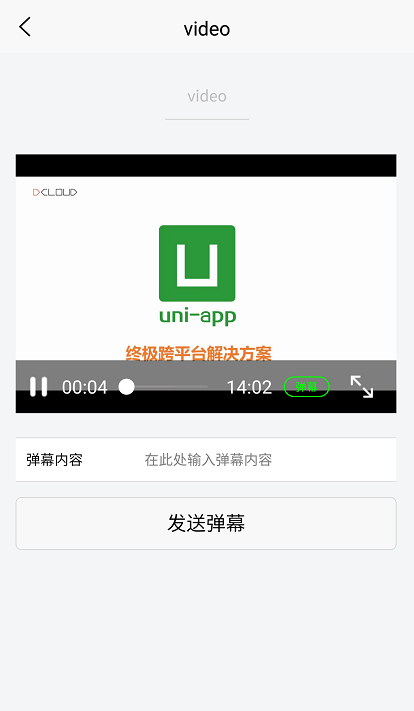 video
video
DCLOUD
uni-app
终极跨平台解决方案
00:04 14:02 弹幕
弹幕内容 在此处输入弹幕内容
发送弹幕